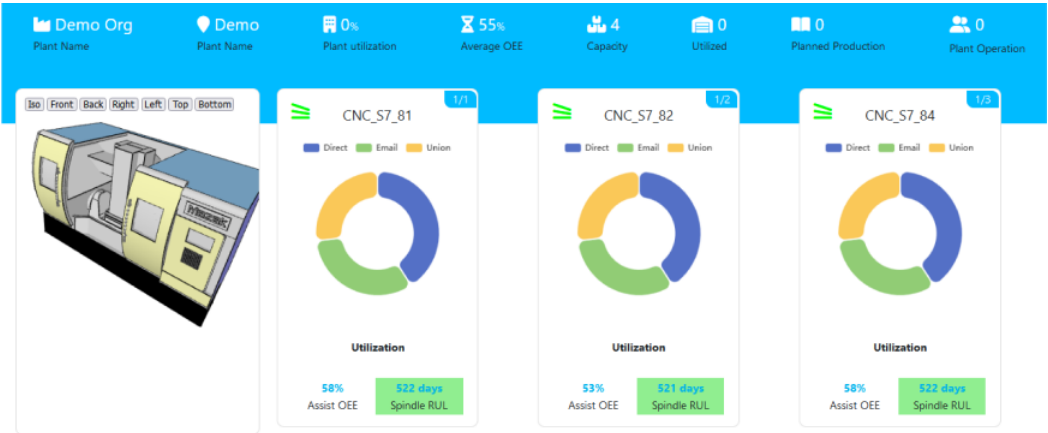 Demo Org
Plant Name
Demo
Plant Name
0%
Plant utilization
55%
Average OEE
4
Capacity
0
Utilized
0
Planned Production
0
Plant Operation
Iso Front Back Right Left Top Bottom
1/1
CNC_S7_81
Direct Email Union
Utilization
58%
Assist OEE
522 days
Spindle RUL
1/2
CNC_S7_82
Direct Email Union
Utilization
53%
Assist OEE
521 days
Spindle RUL
1/3
CNC_S7_84
Direct Email Union
Utilization
58%
Assist OEE
522 days
Spindle RUL